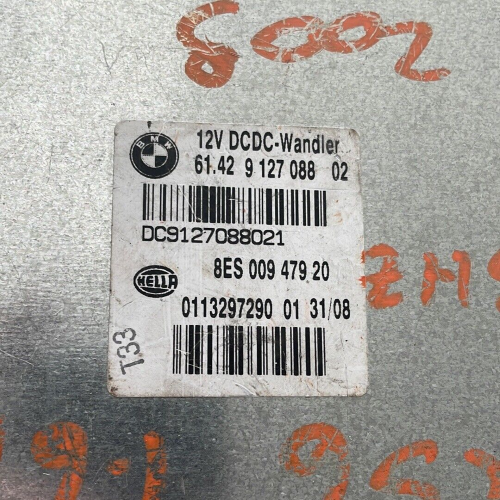 8002
BMW
12V DCDC-Wandler
61.42 9 127 088 02
DC9127088021
8ES 009 479 20
HELLA
0113297290 01 31/08
T33